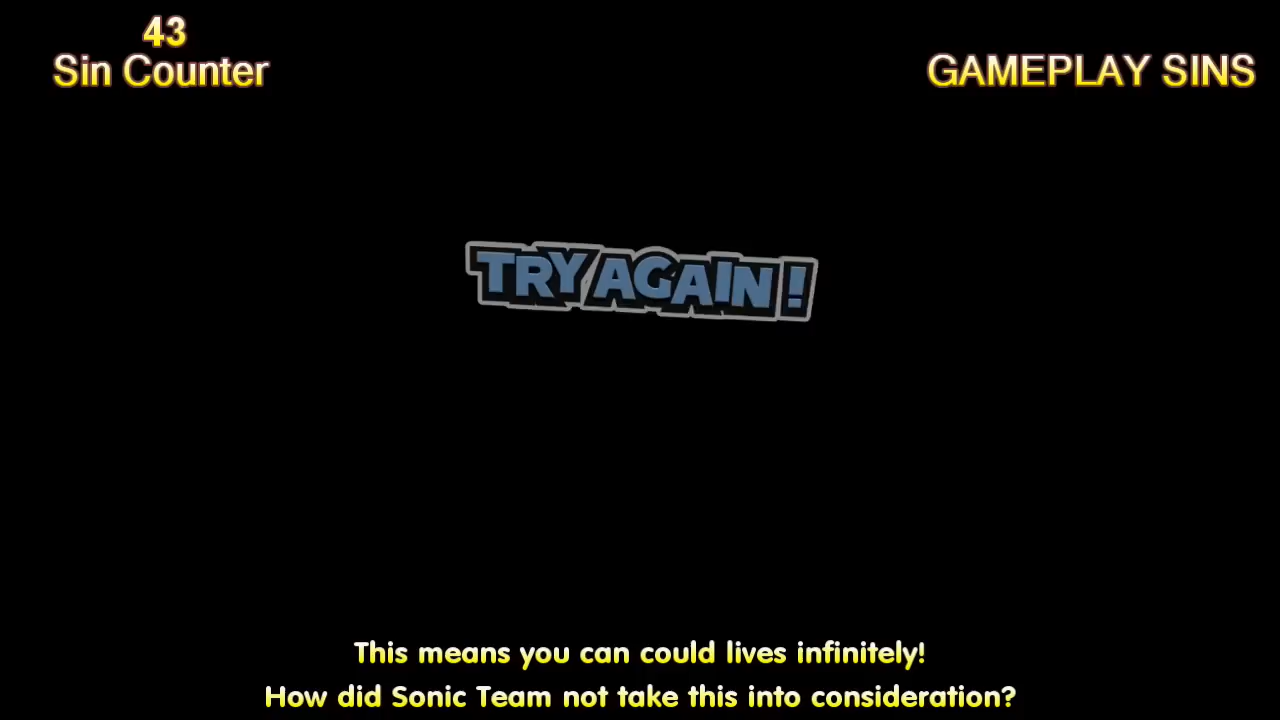 43
Sin Counter
GAMEPLAY SINS
TRY AGAIN!
This means you can could lives infinitely!
How did Sonic Team not take this into consideration?